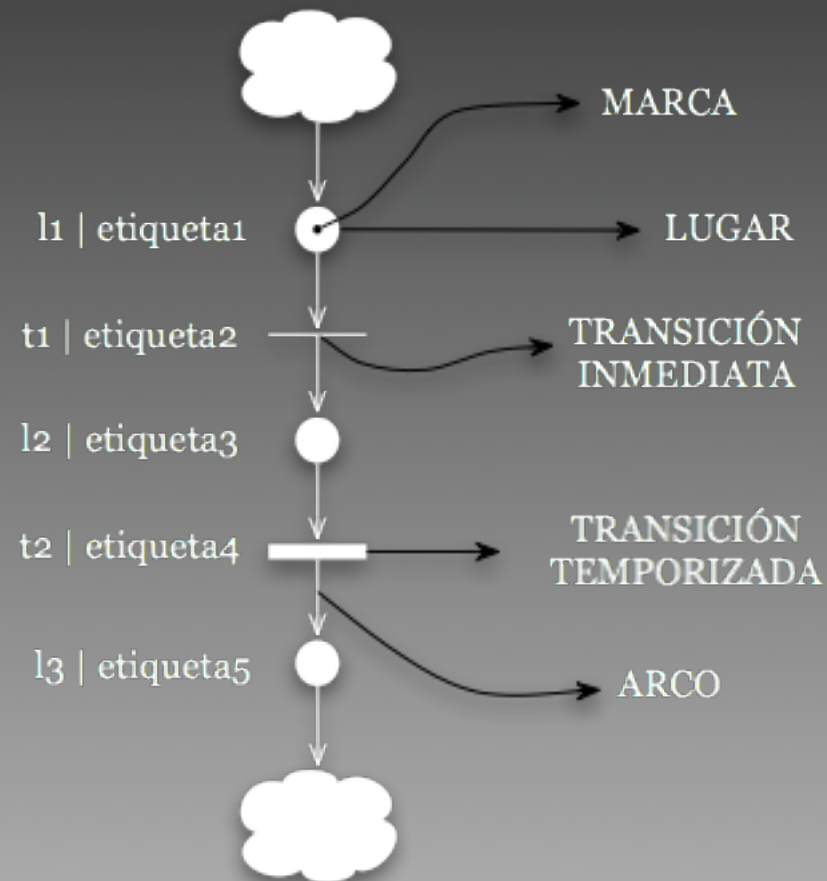 MARCA
l1 | etiqueta1
LUGAR
t1 | etiqueta2
TRANSICIÓN
INMEDIATA
l2 | etiqueta3
t2 | etiqueta4
TRANSICIÓN
TEMPORIZADA
l3 | etiqueta5
ARCO